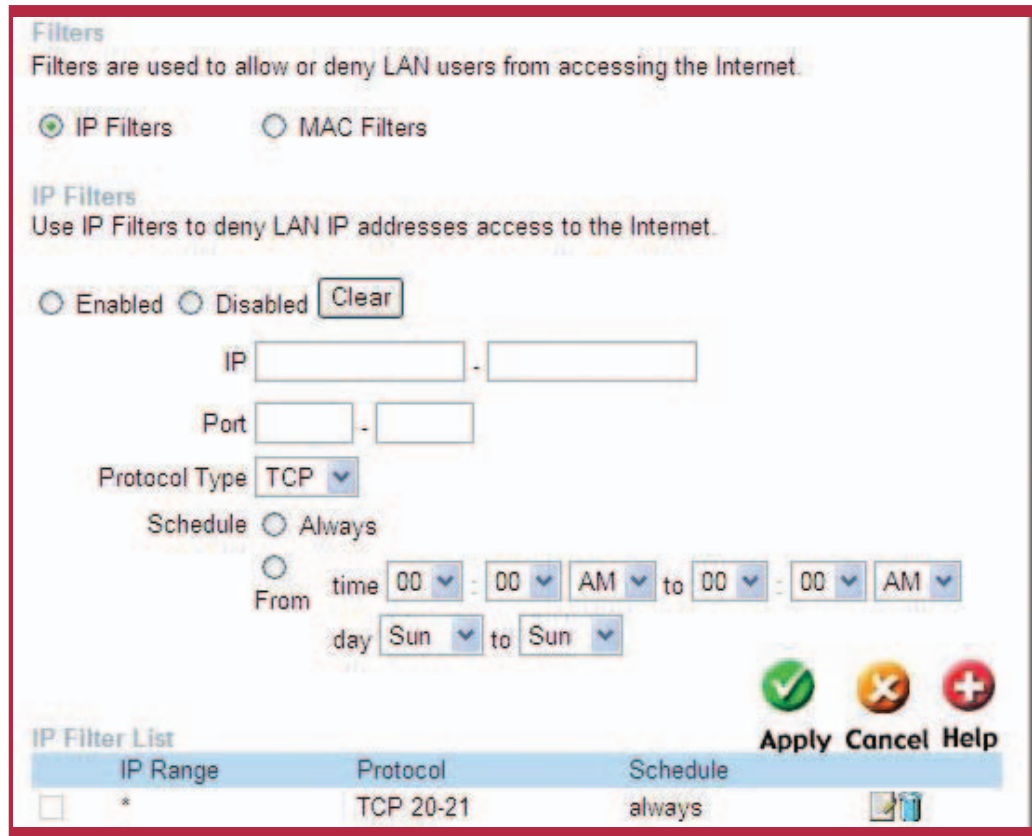 Filters
Filters are used to allow or deny LAN users from accessing the Internet.
IP Filters MAC Filters
IP Filters
Use IP Filters to deny LAN IP addresses access to the Internet.
Enabled Disabled Clear
IP -
Port -
Protocol Type TCP
Schedule Always
From time 00 : 00 AM to 00 : 00 AM
day Sun to Sun
Apply Cancel Help
IP Filter List
IP Range Protocol Schedule
* TCP 20-21 always